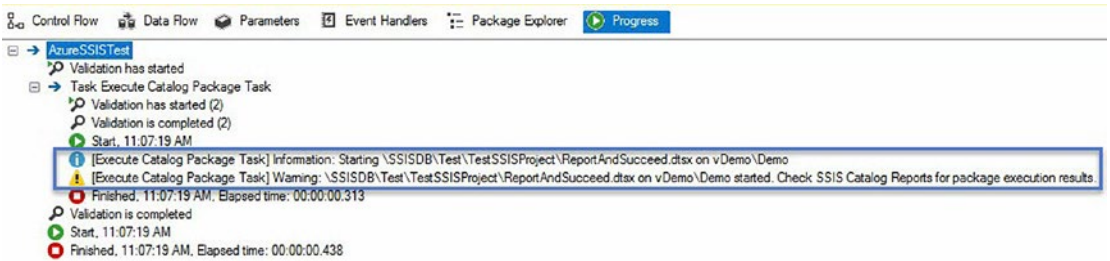 Control Flow Data Flow Parameters Event Handlers Package Explorer Progress
AzureSSISTest
Validation has started
Task Execute Catalog Package Task
Validation has started (2)
Validation is completed (2)
Start, 11:07:19 AM
[Execute Catalog Package Task] Information: Starting \SSISDB\Test\TestSSISProject\ReportAndSucceed.dtsx on vDemo\Demo
[Execute Catalog Package Task] Warning: \SSISDB\Test\TestSSISProject\ReportAndSucceed.dtsx on vDemo\Demo started. Check SSIS Catalog Reports for package execution results.
Finished, 11:07:19 AM, Elapsed time: 00:00:00.313
Validation is completed
Start, 11:07:19 AM
Finished, 11:07:19 AM, Elapsed time: 00:00:00.438